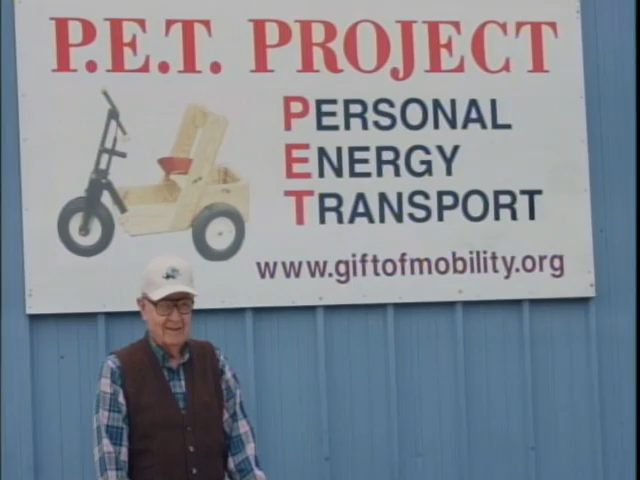 P.E.T. PROJECT
PERSONAL
ENERGY
TRANSPORT
www.giftofmobility.org